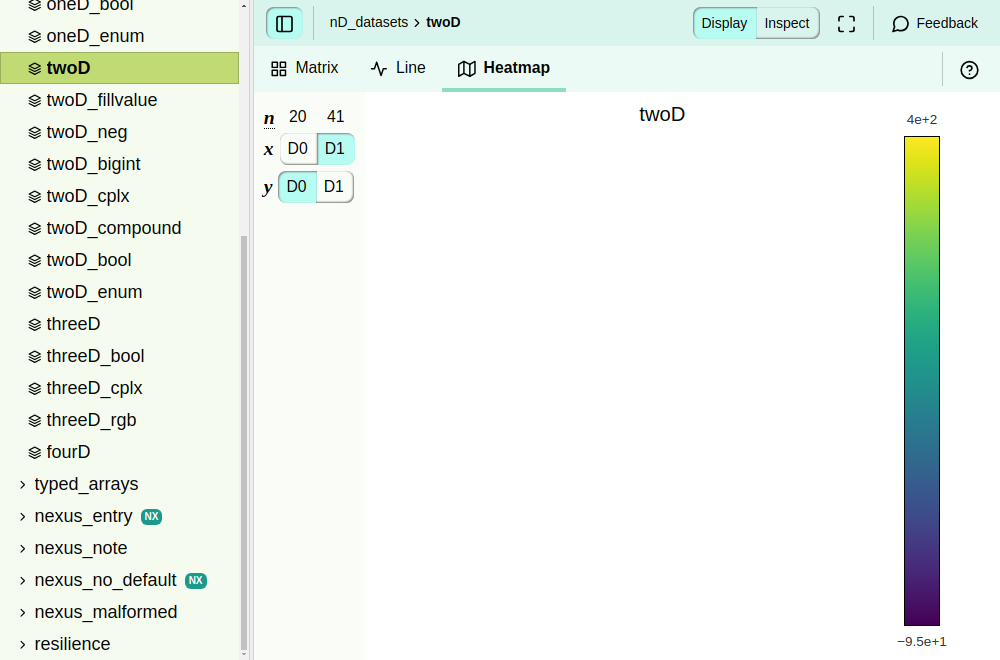 oneD_bool
oneD_enum
twoD
twoD_fillvalue
twoD_neg
twoD_bigint
twoD_cplx
twoD_compound
twoD_bool
twoD_enum
threeD
threeD_bool
threeD_cplx
threeD_rgb
fourD
typed_arrays
nexus_entry NX
nexus_note
nexus_no_default NX
nexus_malformed
resilience
nD_datasets › twoD
Display Inspect
Feedback
Matrix Line Heatmap
n 20 41
x D0 D1
y D0 D1
twoD
4e+2
−9.5e+1